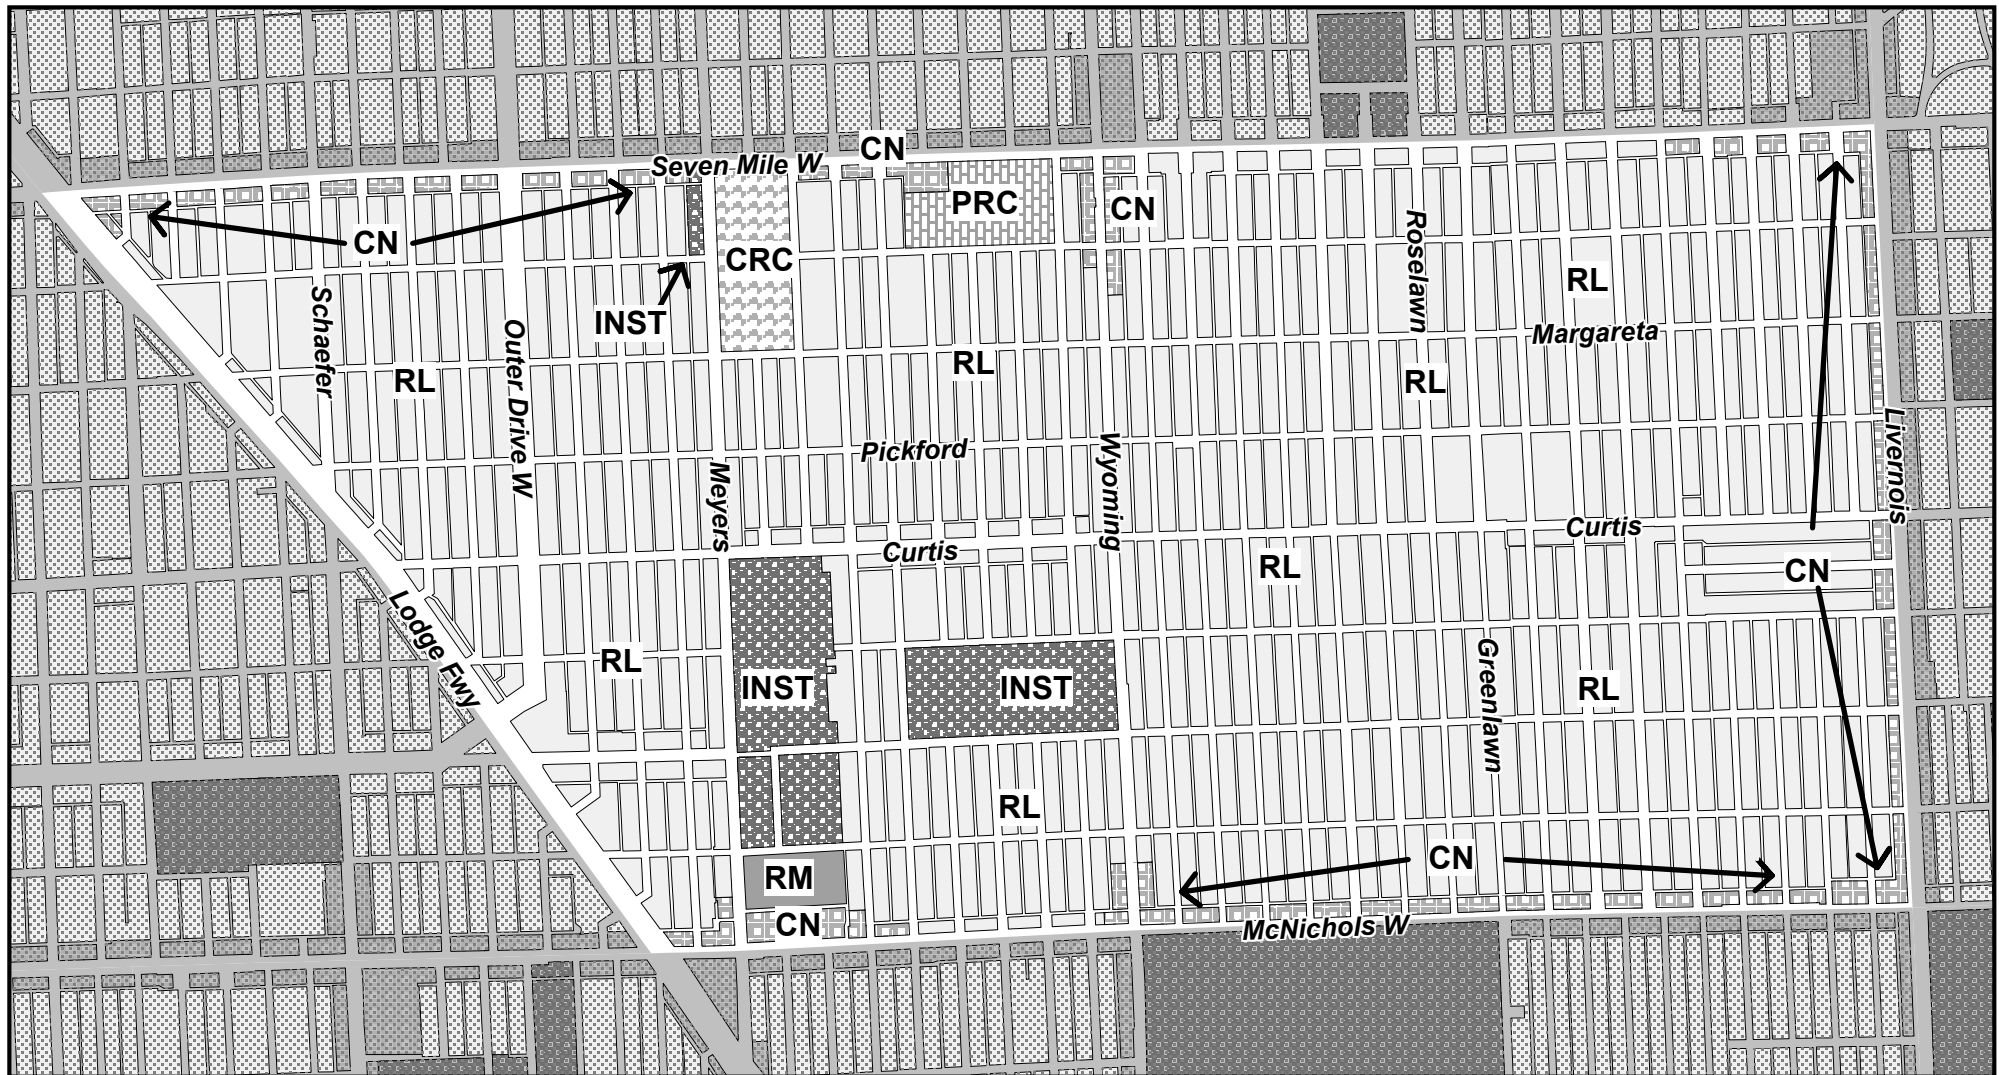 CN
Seven Mile W
PRC
CN
CN
CRC
Roselawn
RL
INST
Schaefer
Outer Drive W
Margareta
RL
RL
RL
Pickford
Meyers
Wyoming
Livernois
Curtis
Curtis
RL
CN
Lodge Fwy
RL
INST
INST
Greenlawn
RL
RL
CN
RM
CN
McNichols W